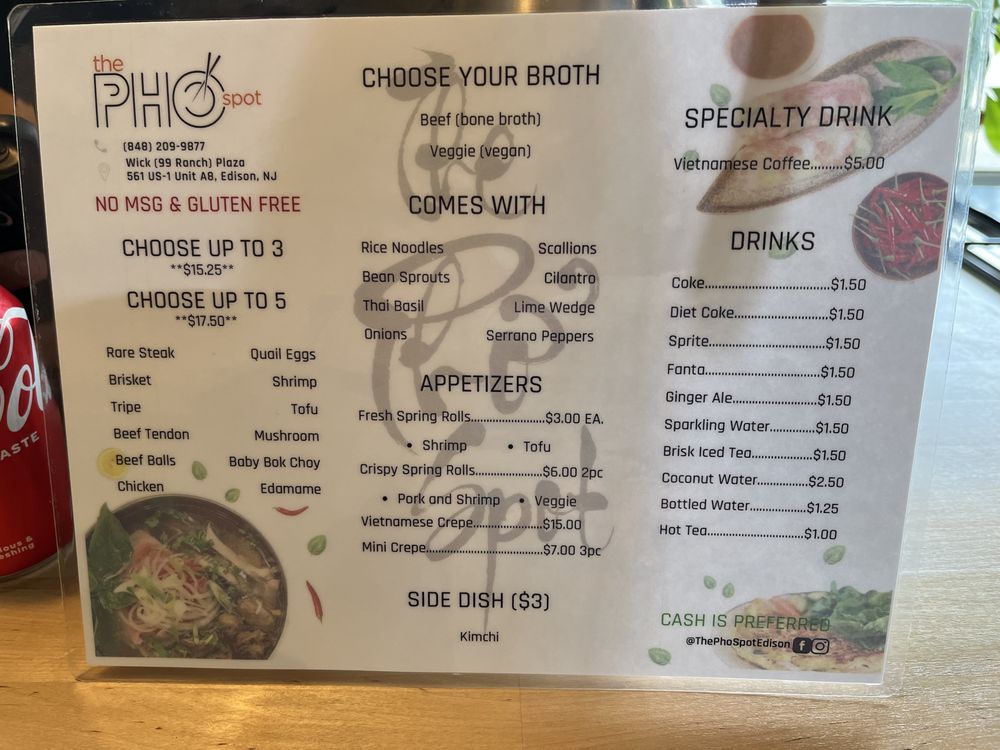 the
PHO
spot
(848) 209-9877
Wick (99 Ranch) Plaza
561 US-1 Unit A8, Edison, NJ
NO MSG & GLUTEN FREE
CHOOSE UP TO 3
**$15.25**
CHOOSE UP TO 5
**$17.50**
Rare Steak Quail Eggs
Brisket Shrimp
Tripe Tofu
Beef Tendon Mushroom
Beef Balls Baby Bok Choy
Chicken Edamame
CHOOSE YOUR BROTH
Beef (bone broth)
Veggie (vegan)
COMES WITH
Rice Noodles Scallions
Bean Sprouts Cilantro
Thai Basil Lime Wedge
Onions Serrano Peppers
APPETIZERS
Fresh Spring Rolls....................$3.00 EA.
• Shrimp • Tofu
Crispy Spring Rolls..................$6.00 2pc
• Pork and Shrimp • Veggie
Vietnamese Crepe....................$15.00
Mini Crepe................................$7.00 3pc
SIDE DISH ($3)
Kimchi
SPECIALTY DRINK
Vietnamese Coffee.........$5.00
DRINKS
Coke.................................$1.50
Diet Coke.........................$1.50
Sprite...............................$1.50
Fanta................................$1.50
Ginger Ale.......................$1.50
Sparkling Water.............$1.50
Brisk Iced Tea.................$1.50
Coconut Water...............$2.50
Bottled Water.................$1.25
Hot Tea...........................$1.00
CASH IS PREFERRED
@ThePhoSpotEdison
The
Pho
Spot
ASTE